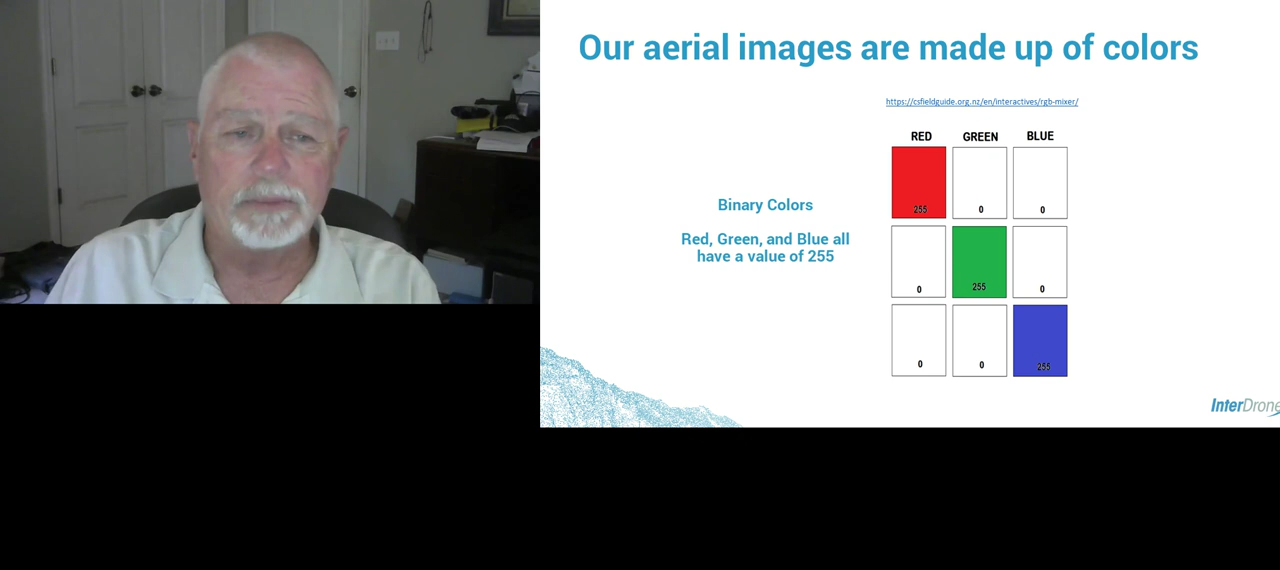 Our aerial images are made up of colors
https://csfieldguide.org.nz/en/interactives/rgb-mixer/
RED GREEN BLUE
255 0 0
Binary Colors
Red, Green, and Blue all
have a value of 255
0 255 0
0 0 255
InterDrone